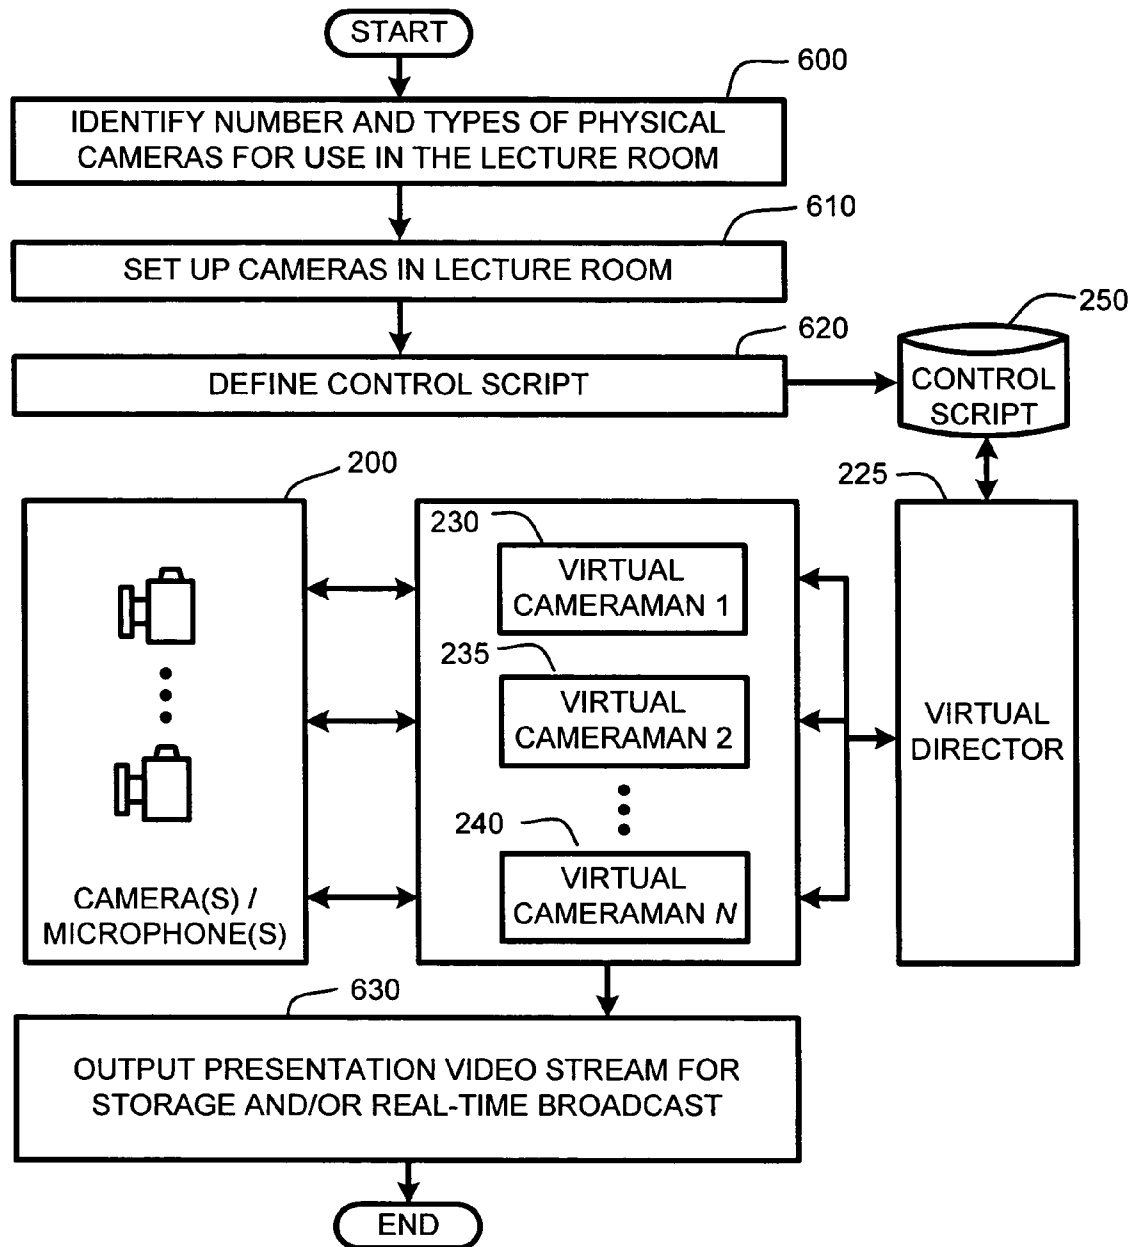 START
600
IDENTIFY NUMBER AND TYPES OF PHYSICAL
CAMERAS FOR USE IN THE LECTURE ROOM
610
SET UP CAMERAS IN LECTURE ROOM
620
DEFINE CONTROL SCRIPT
250
CONTROL
SCRIPT
200
CAMERA(S) /
MICROPHONE(S)
230
VIRTUAL
CAMERAMAN 1
235
VIRTUAL
CAMERAMAN 2
240
VIRTUAL
CAMERAMAN N
225
VIRTUAL
DIRECTOR
630
OUTPUT PRESENTATION VIDEO STREAM FOR
STORAGE AND/OR REAL-TIME BROADCAST
END